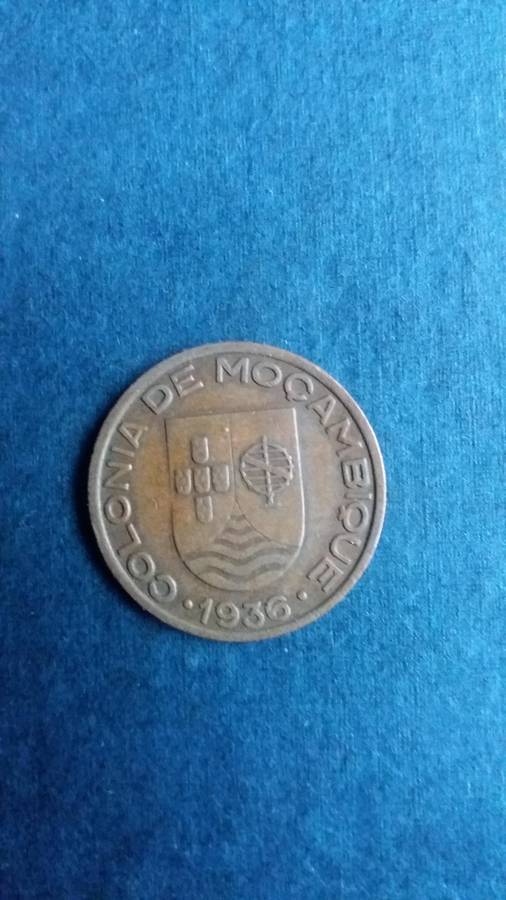 COLONIA DE MOÇAMBIQUE
· 1936 ·